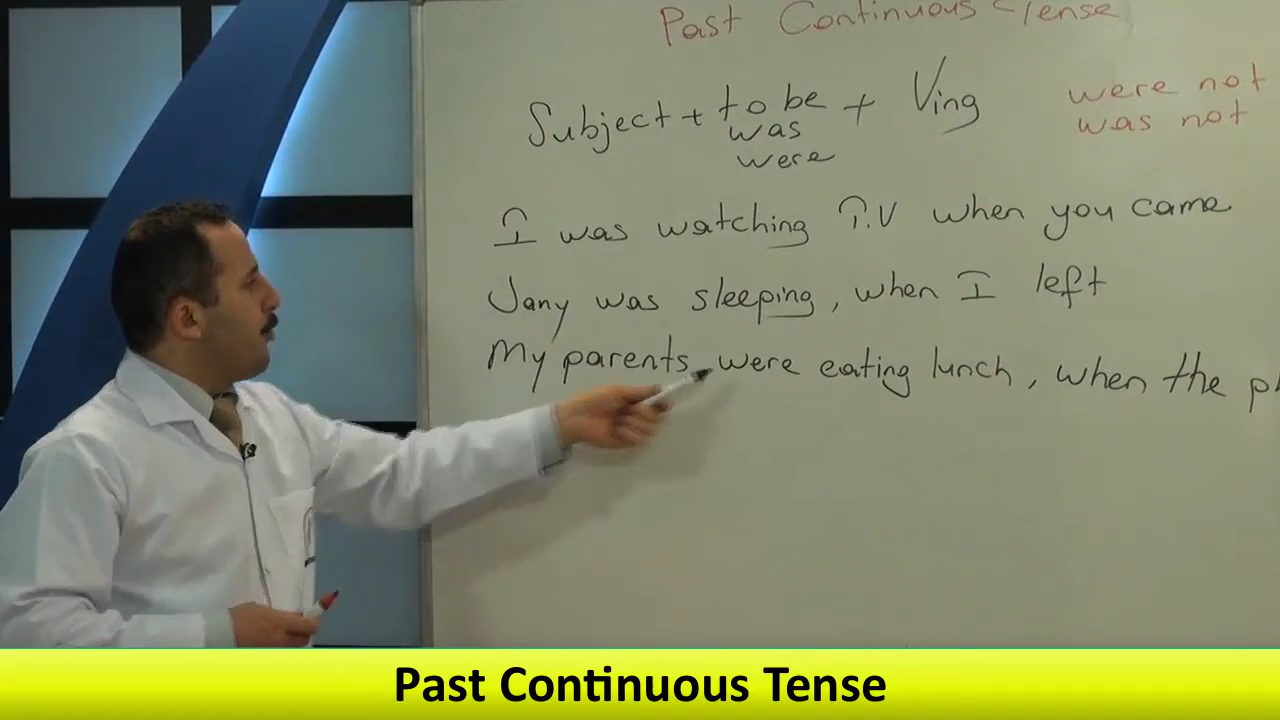 Past Continuous Tense
Subject + to be + Ving
was
were
were not
was not
I was watching T.V when you came
Jany was sleeping, when I left
My parents were eating lunch, when the
Past Continuous Tense